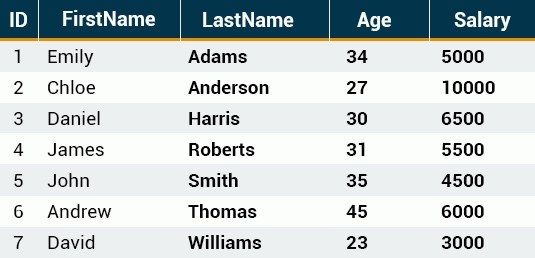 ID FirstName LastName Age Salary
1 Emily Adams 34 5000
2 Chloe Anderson 27 10000
3 Daniel Harris 30 6500
4 James Roberts 31 5500
5 John Smith 35 4500
6 Andrew Thomas 45 6000
7 David Williams 23 3000